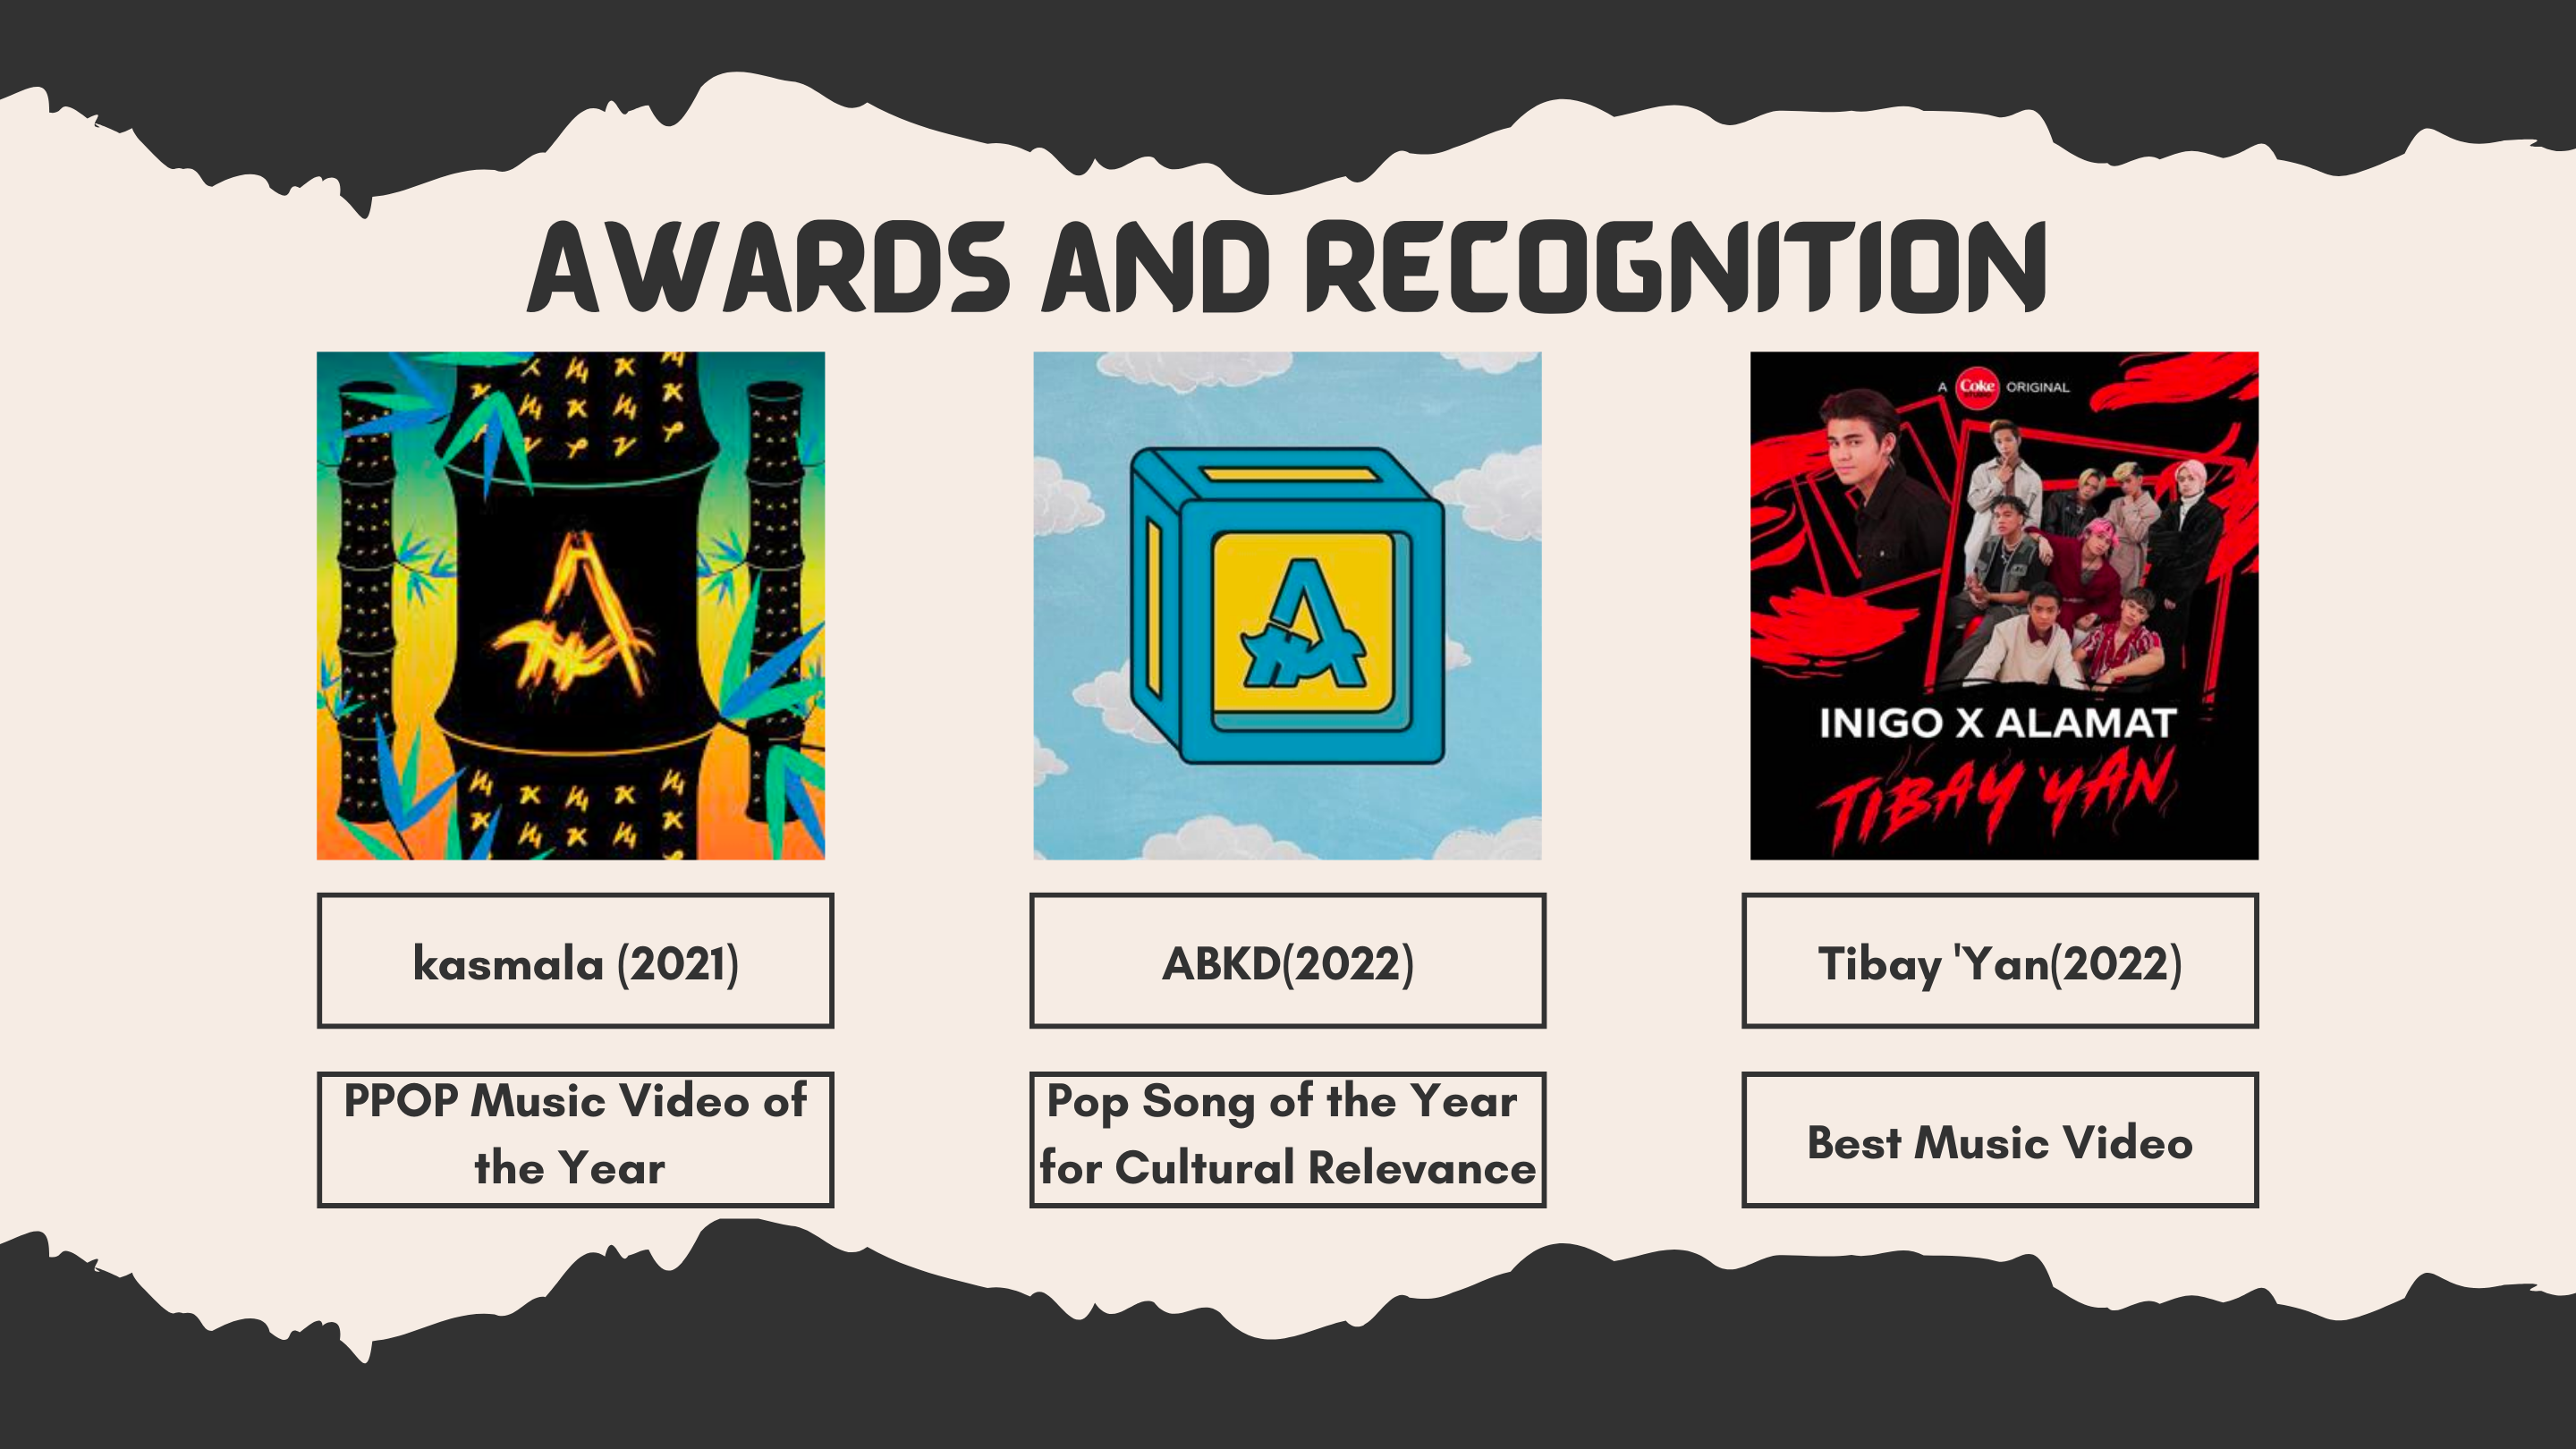 AWARDS AND RECOGNITION
A Coke STUDIO ORIGINAL
INIGO X ALAMAT
TIBAY 'YAN
kasmala (2021)
ABKD(2022)
Tibay 'Yan(2022)
PPOP Music Video of
the Year
Pop Song of the Year
for Cultural Relevance
Best Music Video